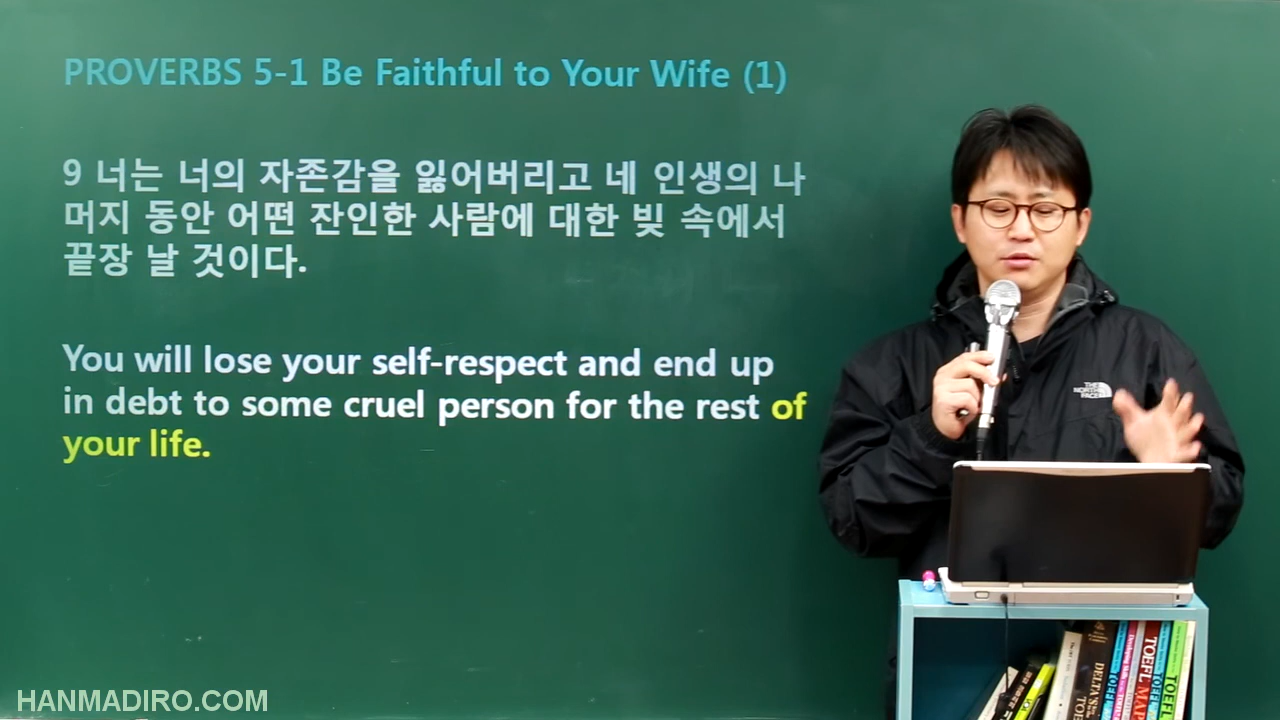 PROVERBS 5-1 Be Faithful to Your Wife (1)
9 너는 너의 자존감을 잃어버리고 네 인생의 나
머지 동안 어떤 잔인한 사람에 대한 빚 속에서
끝장 날 것이다.
You will lose your self-respect and end up
in debt to some cruel person for the rest of
your life.
THE
NORTH
FACE
DELTA'S
TOEFL MAP
TOEFL
HANMADIRO.COM